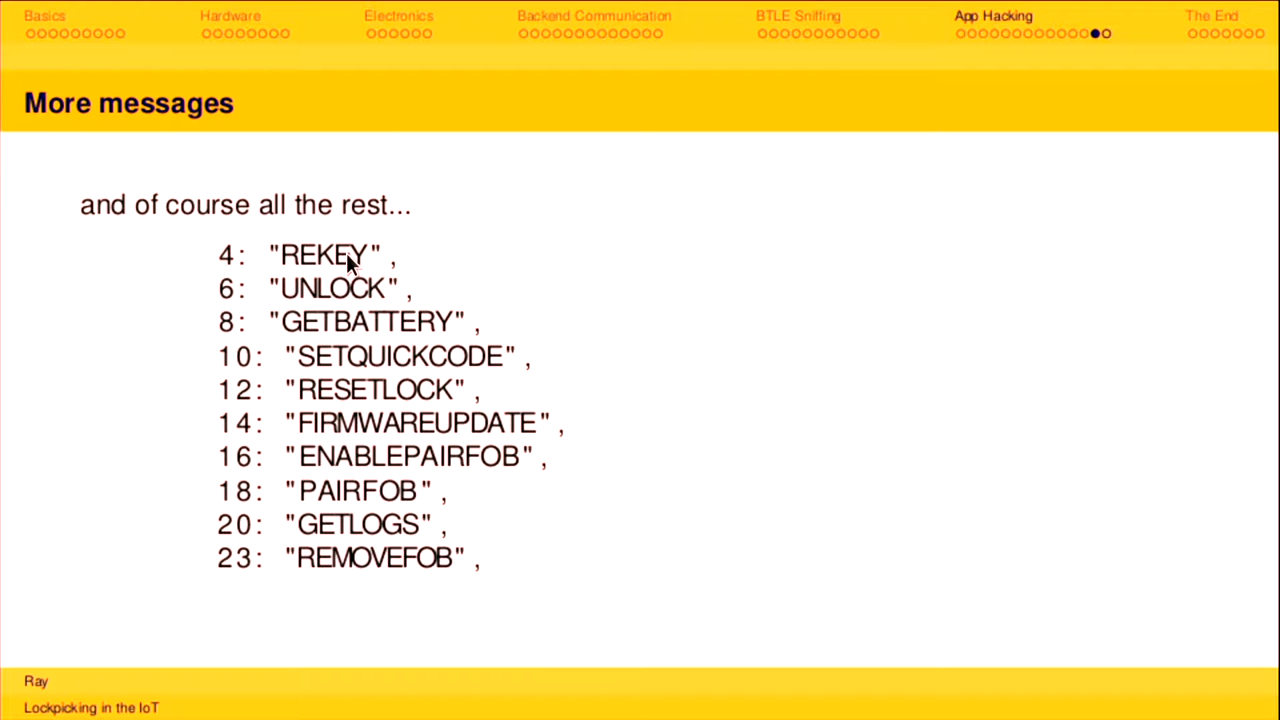 Basics Hardware Electronics Backend Communication BTLE Sniffing App Hacking The End
More messages
and of course all the rest...
4: "REKEY" ,
6: "UNLOCK" ,
8: "GETBATTERY" ,
10: "SETQUICKCODE" ,
12: "RESETLOCK" ,
14: "FIRMWAREUPDATE" ,
16: "ENABLEPAIRFOB" ,
18: "PAIRFOB" ,
20: "GETLOGS" ,
23: "REMOVEFOB" ,
Ray
Lockpicking in the IoT